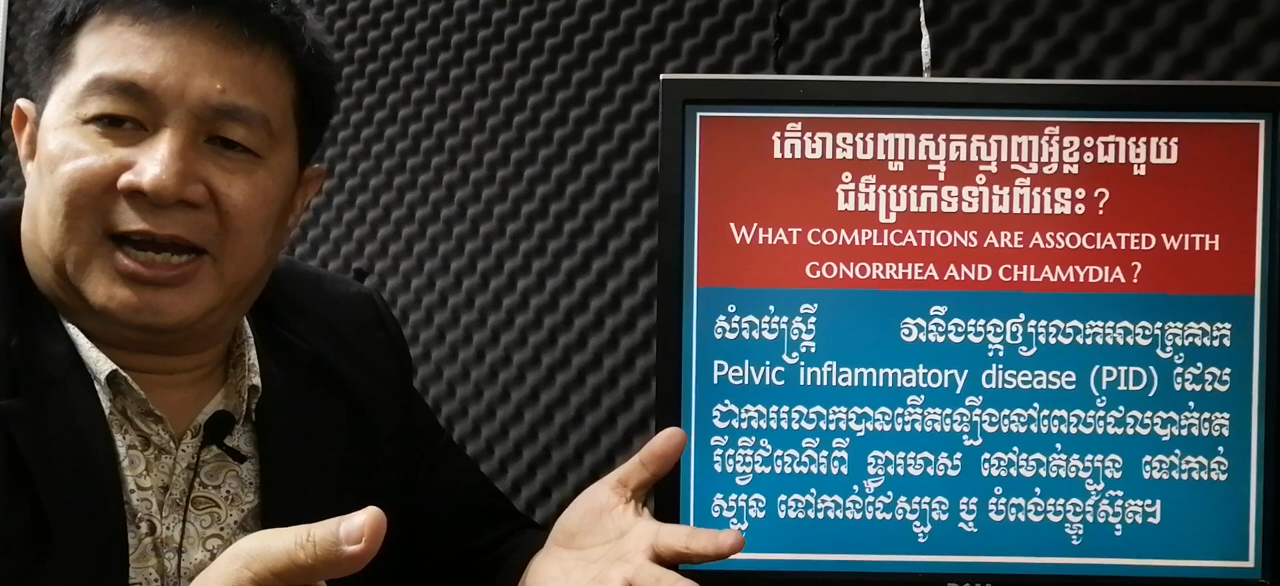 តើមានបញ្ហាស្មុគស្មាញអ្វីខ្លះជាមួយ
ជំងឺប្រភេទទាំងពីរនេះ ?
WHAT COMPLICATIONS ARE ASSOCIATED WITH
GONORRHEA AND CHLAMYDIA ?
សំរាប់ស្ត្រី វានឹងបង្កឲ្យរលាកអាងត្រគាក
Pelvic inflammatory disease (PID) ដែល
ជាការរលាកបានកើតឡើងនៅពេលដែលបាក់តេ
រីធ្វើដំណើរពី ទ្វារមាស ទៅមាត់ស្បូន ទៅកាន់
ស្បូន ទៅកាន់ដៃស្បូន ឬ បំពង់បង្ហូរស៊ុត។